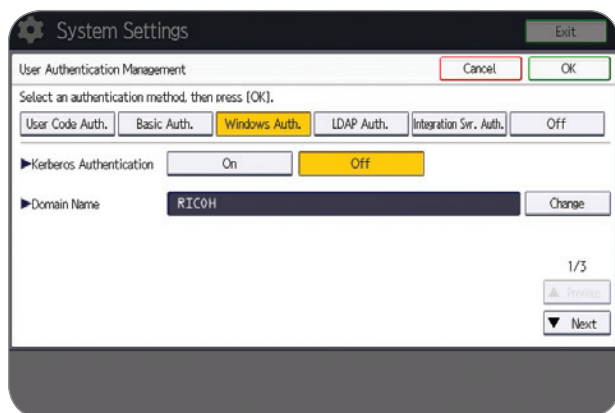 System Settings Exit
User Authentication Management Cancel OK
Select an authentication method, then press [OK].
User Code Auth. Basic Auth. Windows Auth. LDAP Auth. Integration Svr. Auth. Off
►Kerberos Authentication On Off
►Domain Name RICOH Change
1/3
▲ Previous
▼ Next